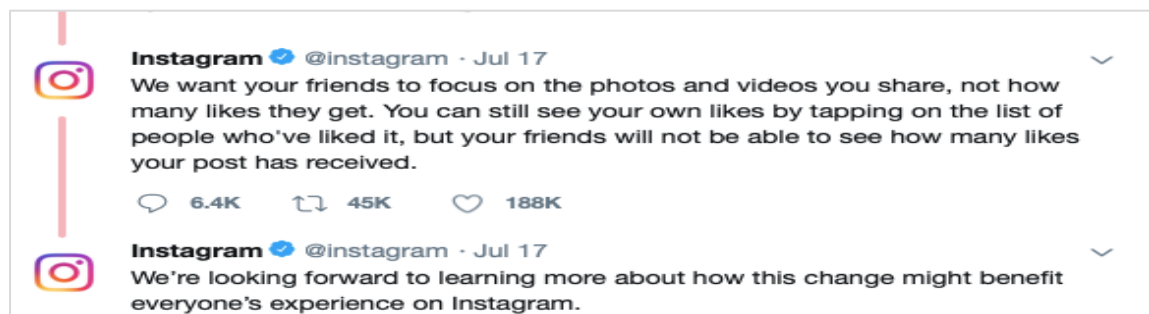 Instagram @instagram · Jul 17
We want your friends to focus on the photos and videos you share, not how
many likes they get. You can still see your own likes by tapping on the list of
people who've liked it, but your friends will not be able to see how many likes
your post has received.
6.4K 45K 188K
Instagram @instagram · Jul 17
We're looking forward to learning more about how this change might benefit
everyone's experience on Instagram.